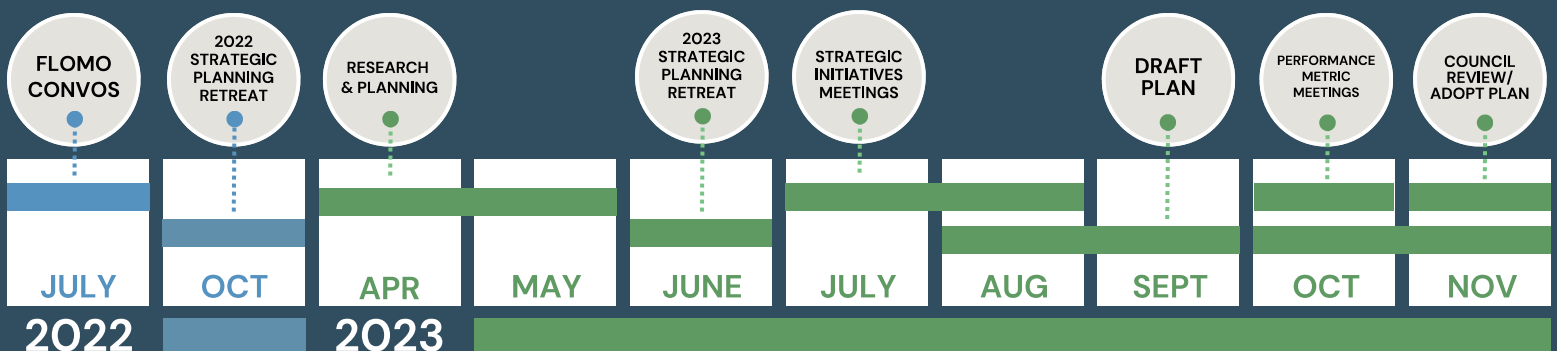 FLOMO
CONVOS
2022
STRATEGIC
PLANNING
RETREAT
RESEARCH
& PLANNING
2023
STRATEGIC
PLANNING
RETREAT
STRATEGIC
INITIATIVES
MEETINGS
DRAFT
PLAN
PERFORMANCE
METRIC
MEETINGS
COUNCIL
REVIEW/
ADOPT PLAN
JULY
OCT
APR
MAY
JUNE
JULY
AUG
SEPT
OCT
NOV
2022
2023